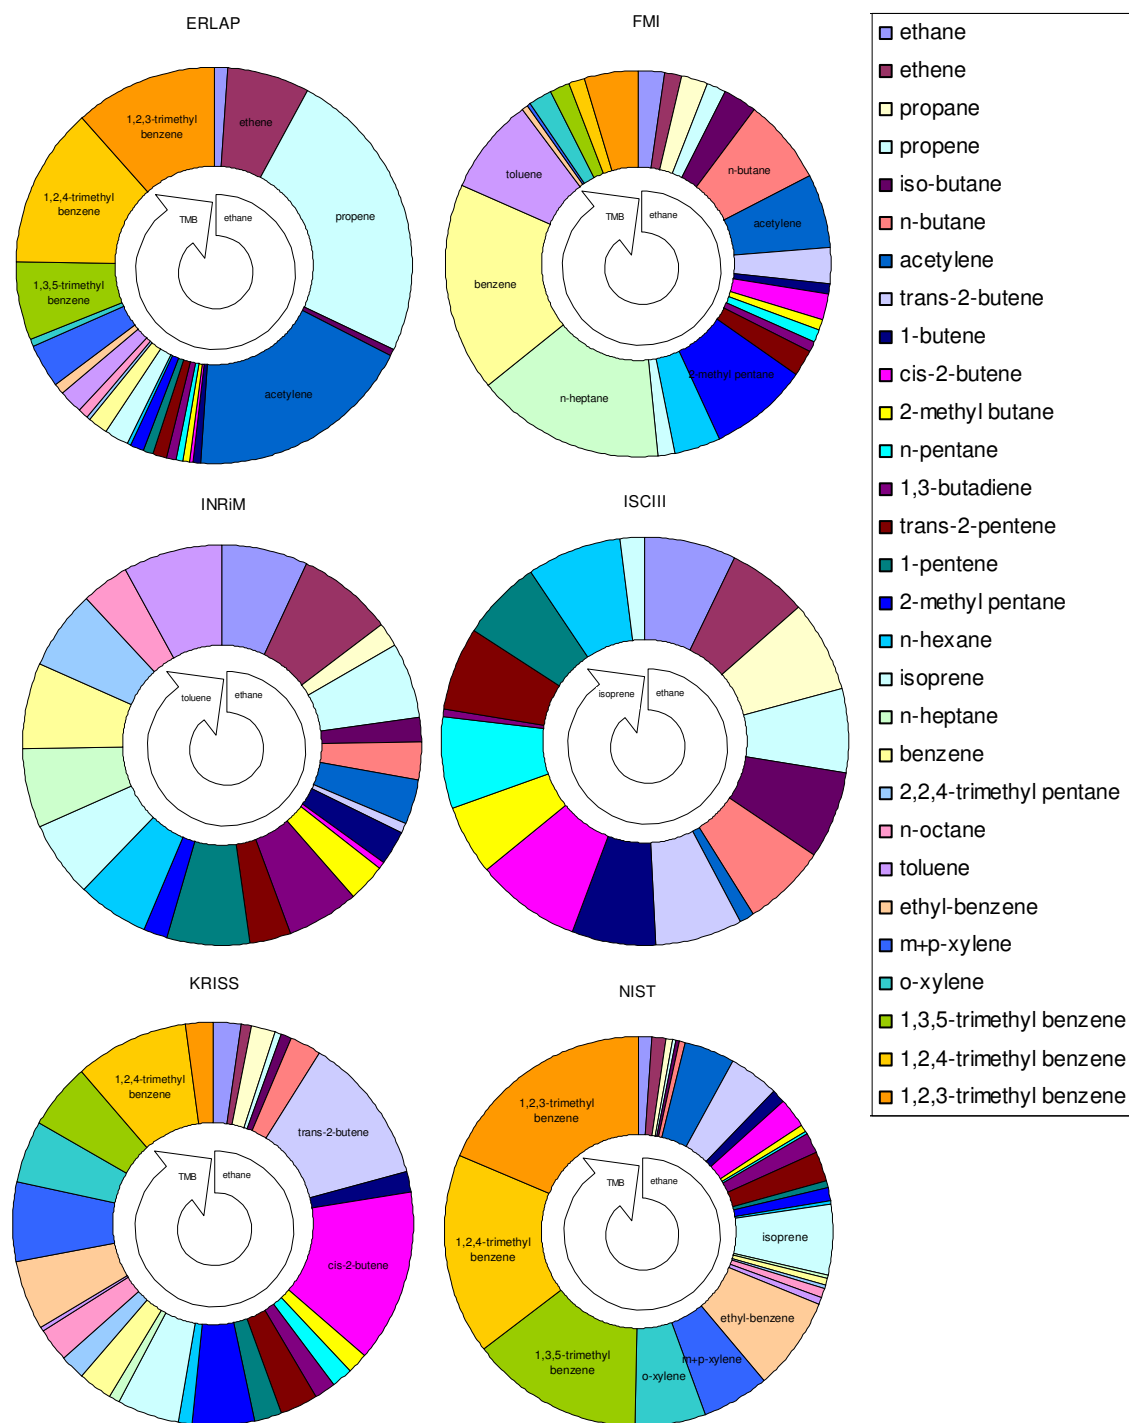 ERLAP
1,2,3-trimethyl
benzene
ethene
1,2,4-trimethyl
benzene
propene
TMB
ethane
1,3,5-trimethyl
benzene
acetylene
FMI
n-butane
toluene
acetylene
TMB
ethane
benzene
2-methyl pentane
n-heptane
INRiM
toluene
ethane
ISCIII
isoprene
ethane
KRISS
1,2,4-trimethyl
benzene
trans-2-butene
TMB
ethane
cis-2-butene
NIST
1,2,3-trimethyl
benzene
TMB
ethane
1,2,4-trimethyl
benzene
isoprene
ethyl-benzene
1,3,5-trimethyl
benzene
m+p-xylene
o-xylene
ethane
ethene
propane
propene
iso-butane
n-butane
acetylene
trans-2-butene
1-butene
cis-2-butene
2-methyl butane
n-pentane
1,3-butadiene
trans-2-pentene
1-pentene
2-methyl pentane
n-hexane
isoprene
n-heptane
benzene
2,2,4-trimethyl pentane
n-octane
toluene
ethyl-benzene
m+p-xylene
o-xylene
1,3,5-trimethyl benzene
1,2,4-trimethyl benzene
1,2,3-trimethyl benzene